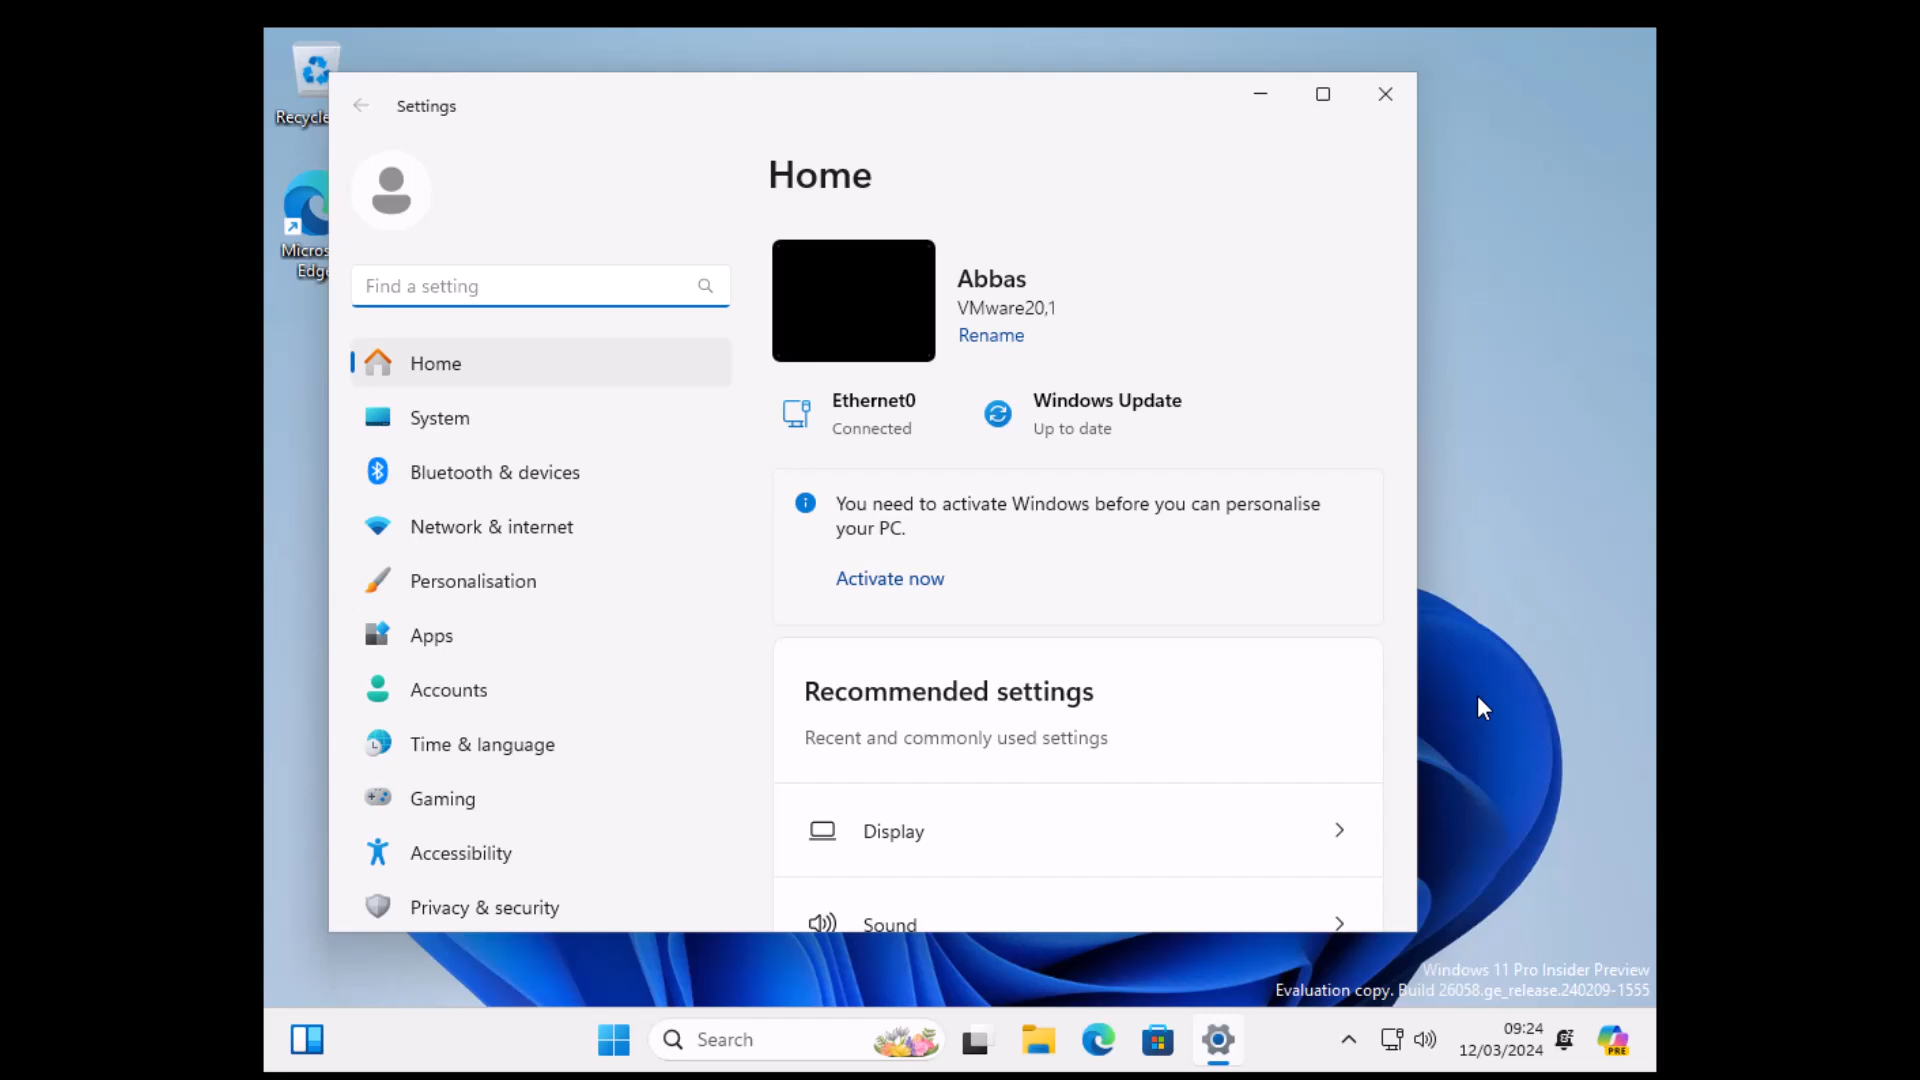 Settings
Home
Find a setting
Abbas
VMware20,1
Rename
Ethernet0
Connected
Windows Update
Up to date
You need to activate Windows before you can personalise
your PC.
Activate now
Recommended settings
Recent and commonly used settings
Display
Sound
Home
System
Bluetooth & devices
Network & internet
Personalisation
Apps
Accounts
Time & language
Gaming
Accessibility
Privacy & security
Recycle
Micros
Edge
Windows 11 Pro Insider Preview
Evaluation copy. Build 26058.ge_release.240209-1555
Search
09:24
12/03/2024
PRE